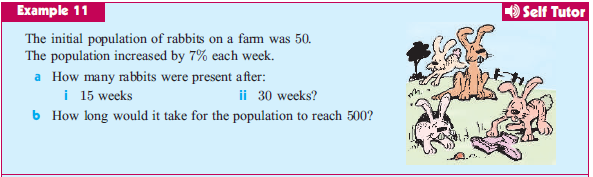 Example 11
Self Tutor
The initial population of rabbits on a farm was 50.
The population increased by 7% each week.
a How many rabbits were present after:
i 15 weeks ii 30 weeks?
b How long would it take for the population to reach 500?